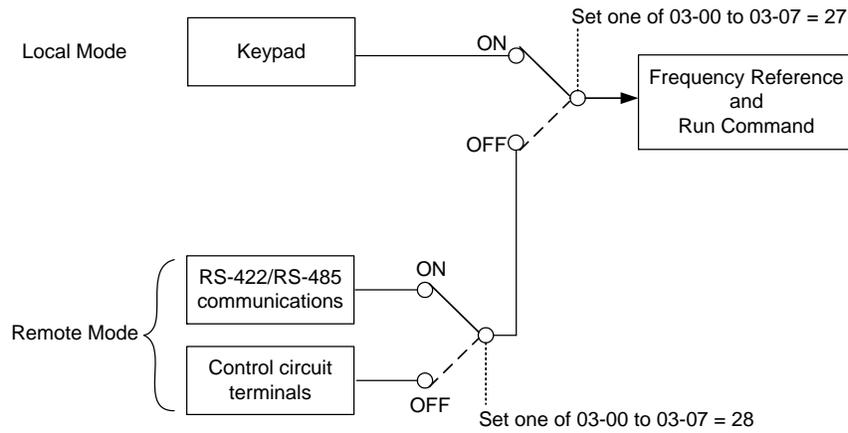 Set one of 03-00 to 03-07 = 27
Local Mode
Keypad
ON
Frequency Reference
and
Run Command
OFF
RS-422/RS-485
communications
ON
Remote Mode
Control circuit
terminals
OFF
Set one of 03-00 to 03-07 = 28